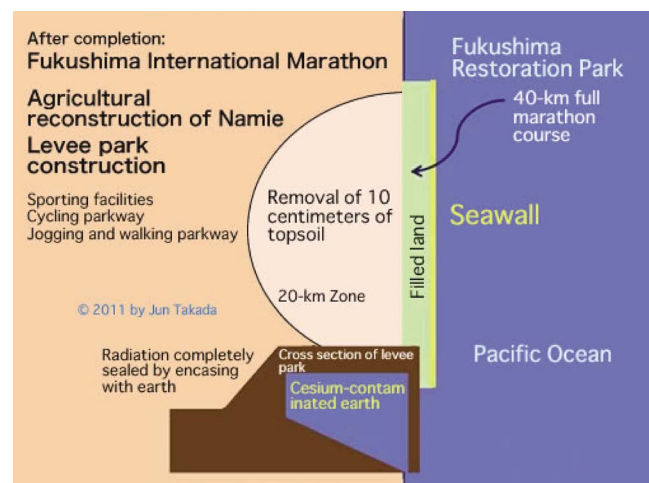 After completion:
Fukushima International Marathon
Agricultural
reconstruction of Namie
Levee park
construction
Sporting facilities
Cycling parkway
Jogging and walking parkway
© 2011 by Jun Takada
Removal of 10
centimeters of
topsoil
20-km Zone
Filled land
Fukushima
Restoration Park
40-km full
marathon
course
Seawall
Pacific Ocean
Radiation completely
sealed by encasing
with earth
Cross section of levee
park
Cesium-contam
inated earth